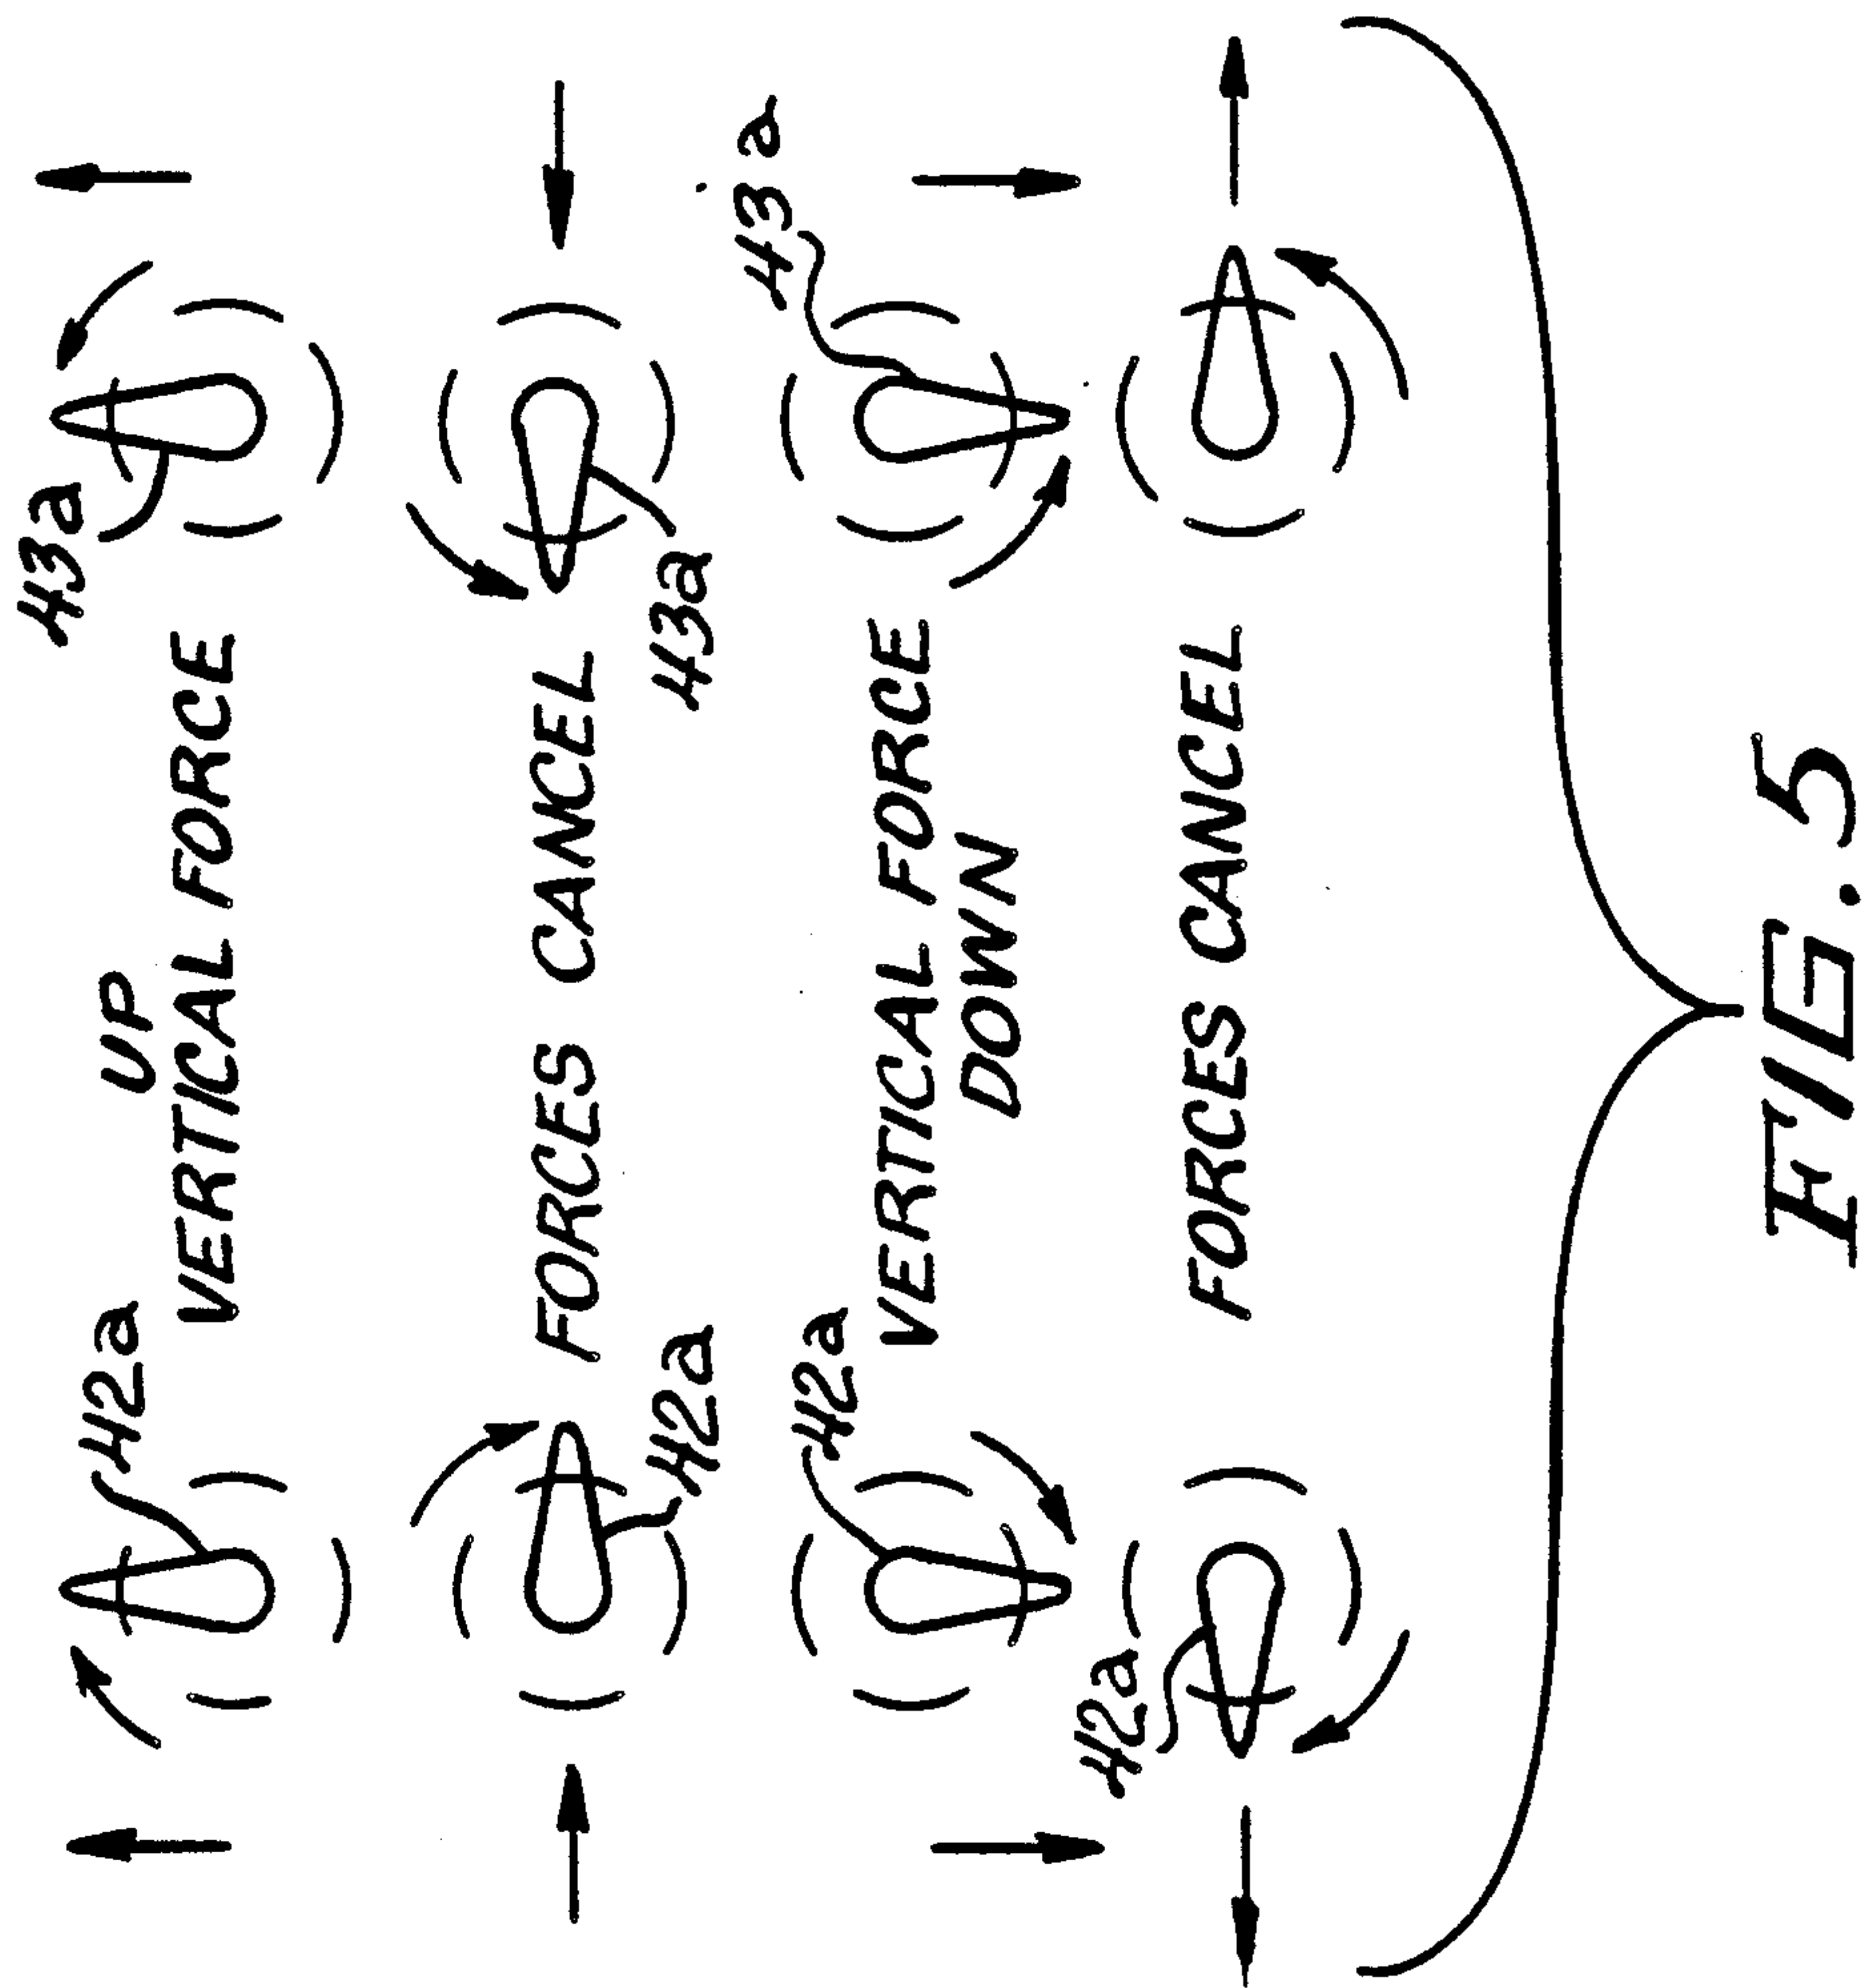 42a UP 43a
VERTICAL FORCE
FORCES CANCEL
42a 43a
42a 43a
VERTICAL FORCE
DOWN
42a
FORCES CANCEL
FIG. 5